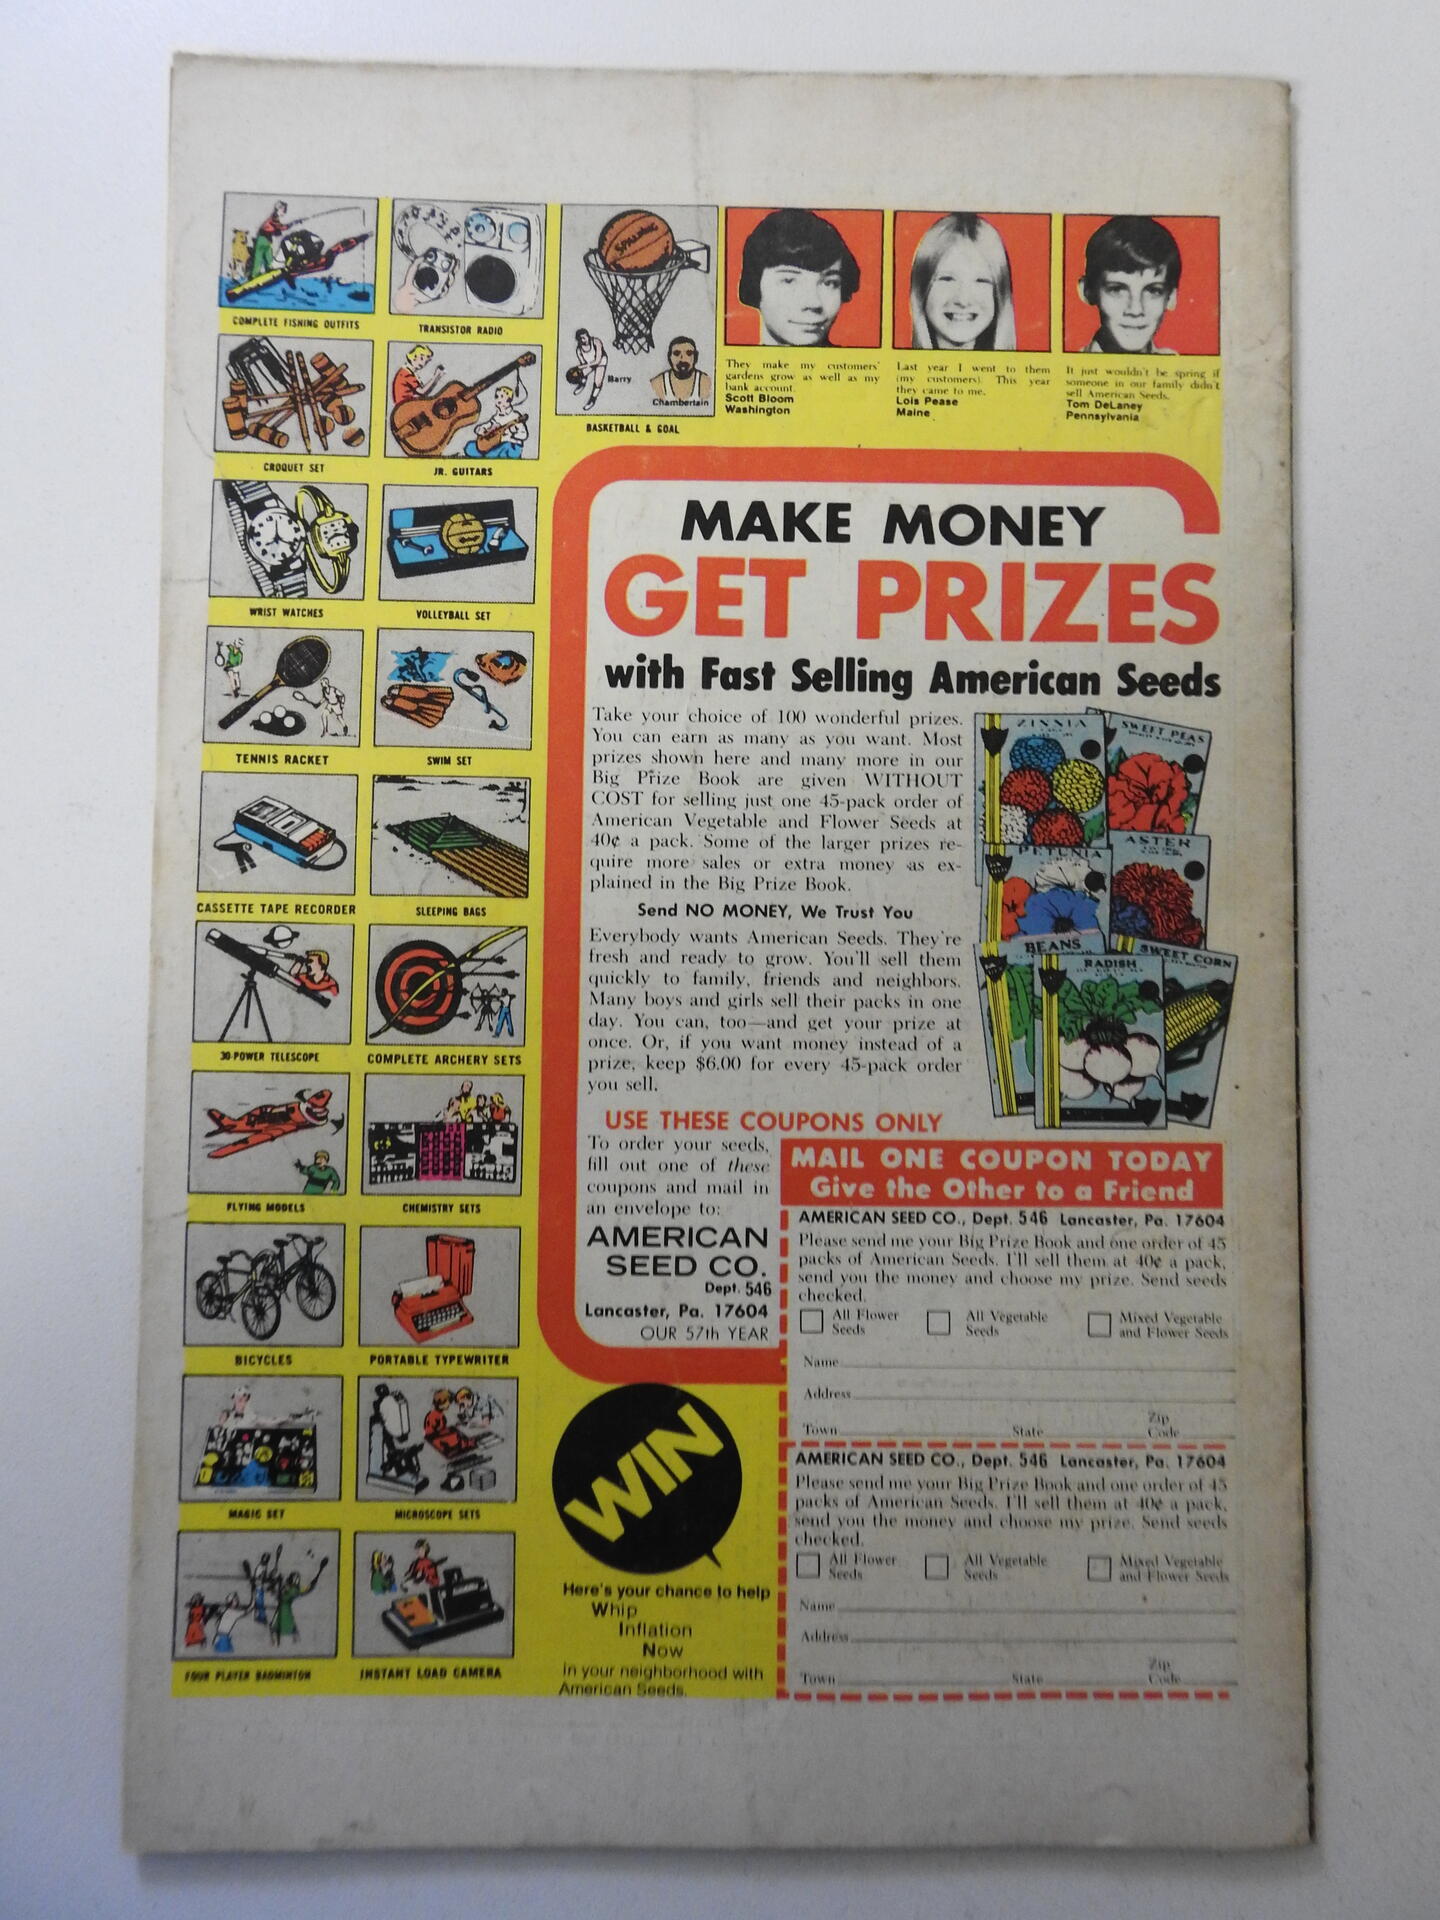 COMPLETE FISHING OUTFITS
TRANSISTOR RADIO
CROQUET SET
JR. GUITARS
WRIST WATCHES
VOLLEYBALL SET
TENNIS RACKET
SWIM SET
CASSETTE TAPE RECORDER
SLEEPING BAGS
30-POWER TELESCOPE
COMPLETE ARCHERY SETS
FLYING MODELS
CHEMISTRY SETS
BICYCLES
PORTABLE TYPEWRITER
MAGIC SET
MICROSCOPE SETS
FOUR PLAYER BADMINTON
INSTANT LOAD CAMERA
SPALDING
Barry
Chamberlain
BASKETBALL & GOAL
They make my customers'
gardens grow as well as my
bank account.
Scott Bloom
Washington
Last year I went to them
(my customers). This year
they came to me.
Lois Pease
Maine
It just wouldn't be spring if
someone in our family didn't
sell American Seeds.
Tom DeLaney
Pennsylvania
MAKE MONEY
GET PRIZES
with Fast Selling American Seeds
Take your choice of 100 wonderful prizes.
You can earn as many as you want. Most
prizes shown here and many more in our
Big Prize Book are given WITHOUT
COST for selling just one 45-pack order of
American Vegetable and Flower Seeds at
40¢ a pack. Some of the larger prizes re-
quire more sales or extra money as ex-
plained in the Big Prize Book.
Send NO MONEY, We Trust You
Everybody wants American Seeds. They're
fresh and ready to grow. You'll sell them
quickly to family, friends and neighbors.
Many boys and girls sell their packs in one
day. You can, too—and get your prize at
once. Or, if you want money instead of a
prize, keep $6.00 for every 45-pack order
you sell.
ZINNIA
SWEET PEAS
PETUNIA
ASTER
BEANS
RADISH
SWEET CORN
USE THESE COUPONS ONLY
To order your seeds,
fill out one of these
coupons and mail in
an envelope to:
AMERICAN
SEED CO.
Dept. 546
Lancaster, Pa. 17604
OUR 57th YEAR
MAIL ONE COUPON TODAY
Give the Other to a Friend
AMERICAN SEED CO., Dept. 546 Lancaster, Pa. 17604
Please send me your Big Prize Book and one order of 45
packs of American Seeds. I'll sell them at 40¢ a pack,
send you the money and choose my prize. Send seeds
checked.
All Flower Seeds
All Vegetable Seeds
Mixed Vegetable and Flower Seeds
Name
Address
Town State Zip Code
AMERICAN SEED CO., Dept. 546 Lancaster, Pa. 17604
Please send me your Big Prize Book and one order of 45
packs of American Seeds. I'll sell them at 40¢ a pack,
send you the money and choose my prize. Send seeds
checked.
All Flower Seeds
All Vegetable Seeds
Mixed Vegetable and Flower Seeds
Name
Address
Town State Zip Code
WIN
Here's your chance to help
Whip
Inflation
Now
in your neighborhood with
American Seeds.